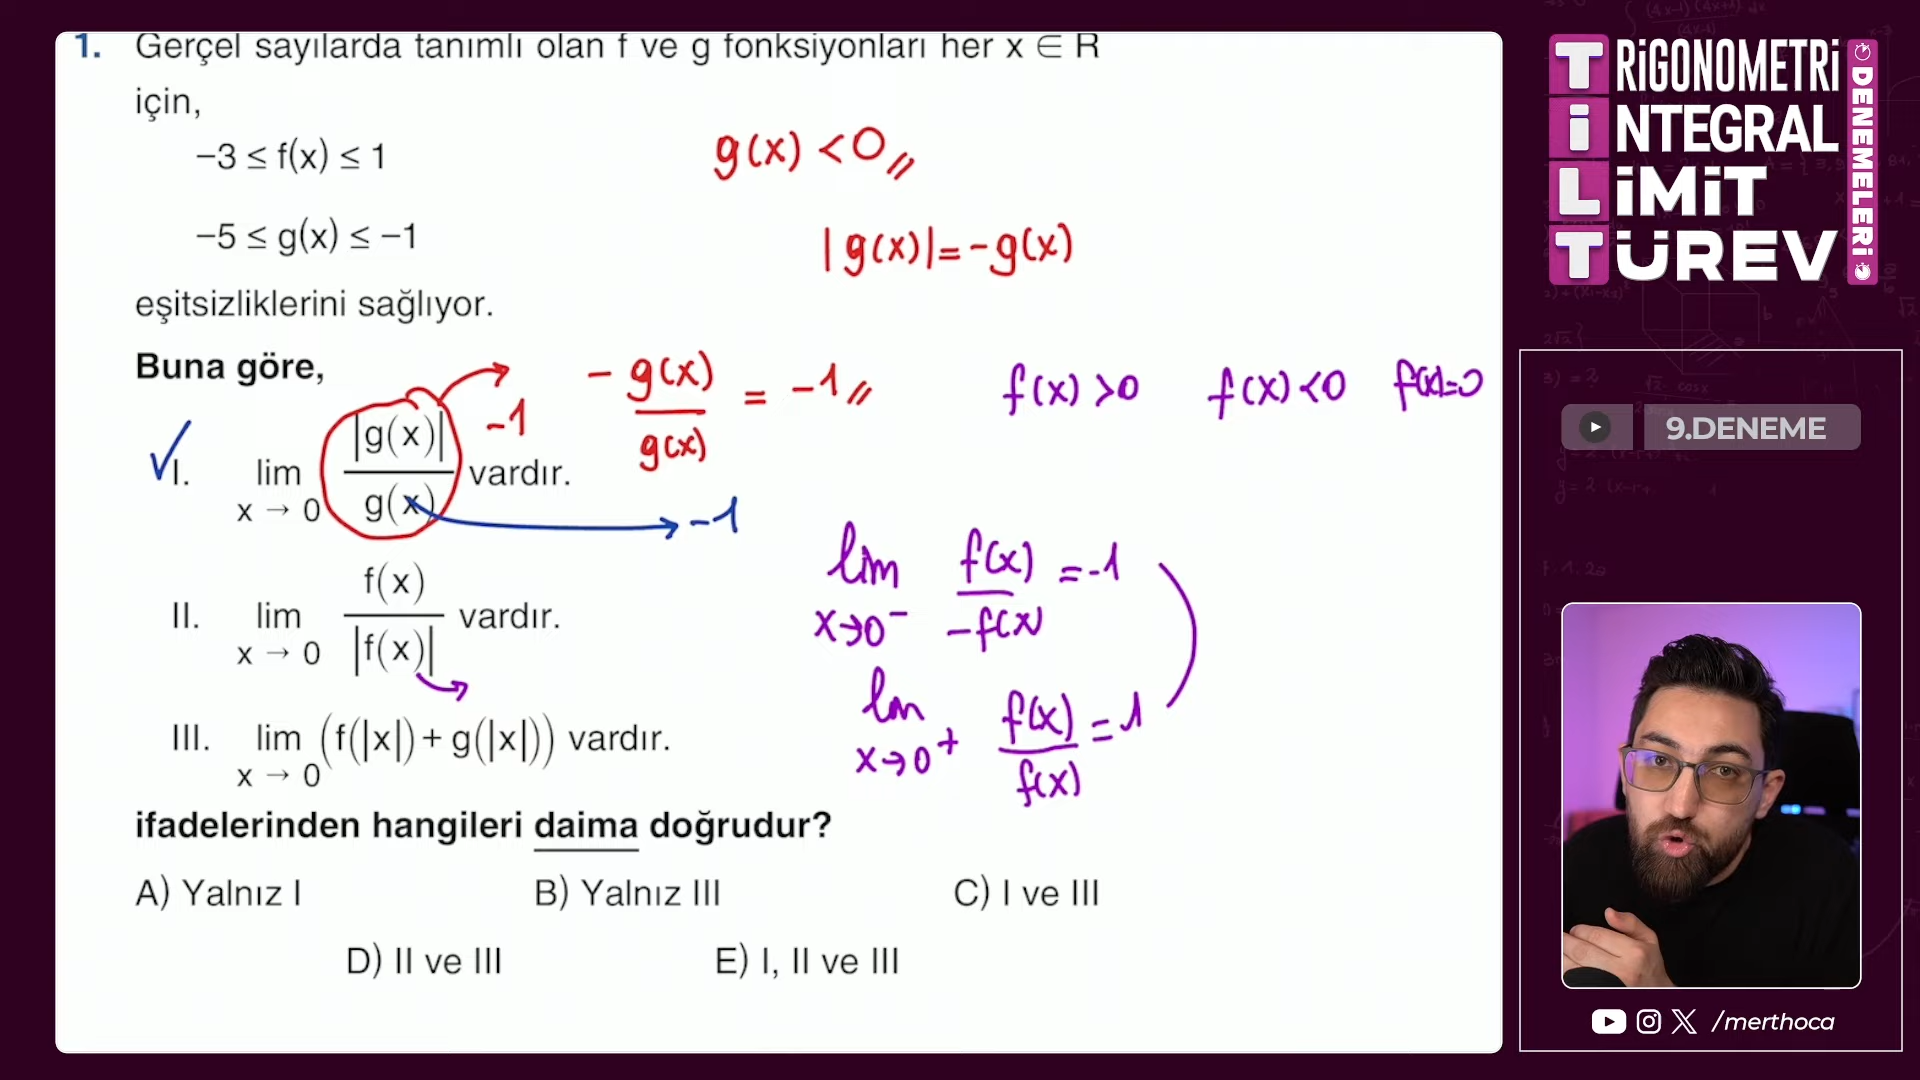 1. Gerçel sayılarda tanımlı olan f ve g fonksiyonları her x ∈ R
için,
−3 ≤ f(x) ≤ 1
g(x) < 0
−5 ≤ g(x) ≤ −1
|g(x)| = −g(x)
eşitsizliklerini sağlıyor.
Buna göre,
−g(x)/g(x) = −1
f(x) > 0 f(x) < 0 f(x) = 0
−1
I. lim x → 0 |g(x)|/g(x) vardır.
−1
II. lim x → 0 f(x)/|f(x)| vardır.
lim x→0⁻ f(x)/−f(x) = −1
lim x→0⁺ f(x)/f(x) = 1
III. lim x → 0 (f(|x|) + g(|x|)) vardır.
ifadelerinden hangileri daima doğrudur?
A) Yalnız I B) Yalnız III C) I ve III
D) II ve III E) I, II ve III
TRİGONOMETRİ
İNTEGRAL
LİMİT
TÜREV
DENEMELERİ
9.DENEME
/merthoca